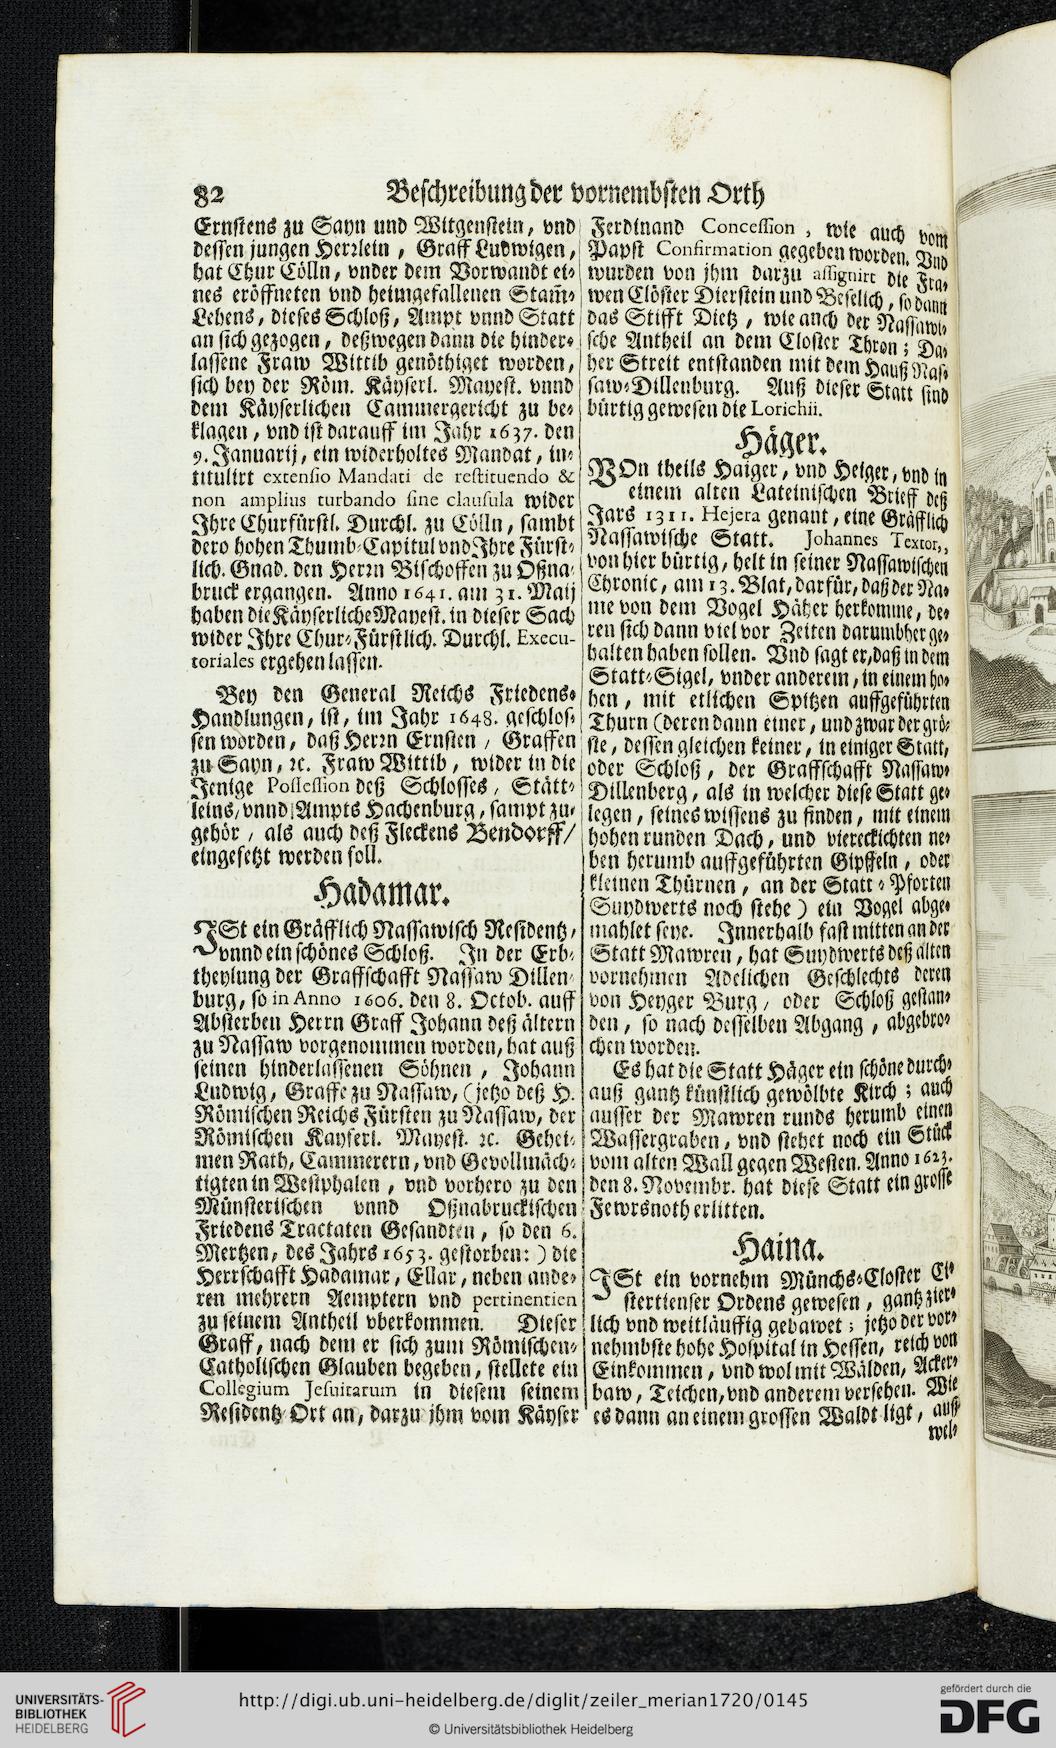 82
Beschreibung der vornembsten Orth
Ernstens zu Sayn und Witgenstein, vnd
dessen jungen Herzlein, Graff Ludwigen,
hat Chur Cölln, vnder dem Vorwandt ei-
nes eröffneten vnd heimgefallenen Stam̃-
Lehens, dieses Schloß, Ampt vnnd Statt
an sich gezogen, deßwegen dann die hinder-
lassene Fraw Wittib genöthiget worden,
sich bey der Röm. Käyserl. Mayest. vnnd
dem Käyserlichen Cammergericht zu be-
klagen, vnd ist darauff im Jahr 1637. den
9. Januarij, ein widerholtes Mandat, in-
titulirt extensio Mandati de restituendo &
non amplius turbando sine clausula wider
Jhre Churfürstl. Durchl. zu Cölln, sambt
dero hohen Thumb-Capitul vnd Jhre Fürst-
lich. Gnad. den Herrn Bischoffen zu Oßna-
bruck ergangen. Anno 1641. am 31. Maij
haben die Käyserliche Mayest. in dieser Sach
wider Jhre Chur-Fürstlich. Durchl. Execu-
toriales ergehen lassen.
Bey den General Reichs Friedens-
Handlungen, ist, im Jahr 1648. geschlos-
sen worden, daß Herrn Ernsten, Graffen
zu Sayn, ꝛc. Fraw Wittib, wider in die
Jenige Possession deß Schlosses, Stätt-
leins, vnnd Ampts Hachenburg, sampt zu-
gehör, als auch deß Fleckens Bendorff/
eingesetzt werden soll.
Hadamar.
JSt ein Gräfflich Nassawisch Residentz,
vnnd ein schönes Schloß. Jn der Erb-
theylung der Graffschafft Nassaw Dillen-
burg, so in Anno 1606. den 8. Octob. auff
Absterben Herrn Graff Johann deß ältern
zu Nassaw vorgenommen worden, hat auß
seinen hinderlassenen Söhnen, Johann
Ludwig, Graffe zu Nassaw, (jetzo deß H.
Römischen Reichs Fürsten zu Nassaw, der
Römischen Kayserl. Mayest. ꝛc. Gehei-
men Rath, Cammerern, vnd Gevollmäch-
tigten in Westphalen, vnd vorhero zu den
Münsterischen vnnd Oßnabruckischen
Friedens Tractaten Gesandten, so den 6.
Mertzen, des Jahrs 1653. gestorben:) die
Herrschafft Hadamar, Ellar, neben ande-
ren mehrern Aemptern vnd pertinentien
zu seinem Antheil vberkommen. Dieser
Graff, nach dem er sich zum Römischen-
Catholischen Glauben begeben, stellete ein
Collegium Jesuitarum in diesem seinem
Residentz-Ort an, darzu jhm vom Käyser
Ferdinand Concession, wie auch vom
Papst Confirmation gegeben worden. Vnd
wurden von jhm darzu assignirt die Fra-
wen Clöster Dierstein und Beselich, so dann
das Stifft Dietz, wie auch der Nassawi-
sche Antheil an dem Closter Thron; Da-
her Streit entstanden mit dem Hauß Nas-
saw-Dillenburg. Auß dieser Statt sind
bürtig gewesen die Lorichii.
Häger.
VOn theils Haiger, vnd Heiger, vnd in
einem alten Lateinischen Brieff deß
Jars 1311. Hejera genant, eine Gräfflich
Nassawische Statt. Johannes Textor,,
von hier bürtig, helt in seiner Nassawischen
Chronic, am 13. Blat, darfür, daß der Na-
me von dem Vogel Hätzer herkomme, de-
ren sich dann viel vor Zeiten darumbher ge-
halten haben sollen. Vnd sagt er, daß in dem
Statt-Sigel, vnder anderem, in einem ho-
hen, mit etlichen Spitzen auffgeführten
Thurn (deren dann einer, und zwar der grö-
ste, dessen gleichen keiner, in einiger Statt,
oder Schloß, der Graffschafft Nassaw-
Dillenberg, als in welcher diese Statt ge-
legen, seines wissens zu finden, mit einem
hohen runden Dach, und viereckichten ne-
ben herumb auffgeführten Gipffeln, oder
kleinen Thürnen, an der Statt-Pforten
Suydwerts noch stehe) ein Vogel abge-
mahlet seye. Jnnerhalb fast mitten an der
Statt Mawren, hat Suydwerts deß alten
vornehmen Adelichen Geschlechts deren
von Heyger Burg, oder Schloß gestan-
den, so nach desselben Abgang, abgebro-
chen worden.
Es hat die Statt Häger ein schöne durch-
auß gantz künstlich gewölbte Kirch; auch
ausser der Mawren runds herumb einen
Wassergraben, vnd stehet noch ein Stück
vom alten Wall gegen Westen. Anno 1623.
den 8. Novembr. hat diese Statt ein grosse
Fewrsnoth erlitten.
Haina.
JSt ein vornehm Münchs-Closter Ci-
stertienser Ordens gewesen, gantz zier-
lich vnd weitläuffig gebawet; jetzo der vor-
nehmbste hohe Hospital in Hessen, reich von
Einkommen, vnd wol mit Wälden, Acker-
baw, Teichen, vnd anderem versehen. Wie
es dann an einem grossen Waldt ligt, auß
wel-
UNIVERSITÄTS-
BIBLIOTHEK
HEIDELBERG
http://digi.ub.uni-heidelberg.de/diglit/zeiler_merian1720/0145
© Universitätsbibliothek Heidelberg
gefördert durch die
DFG